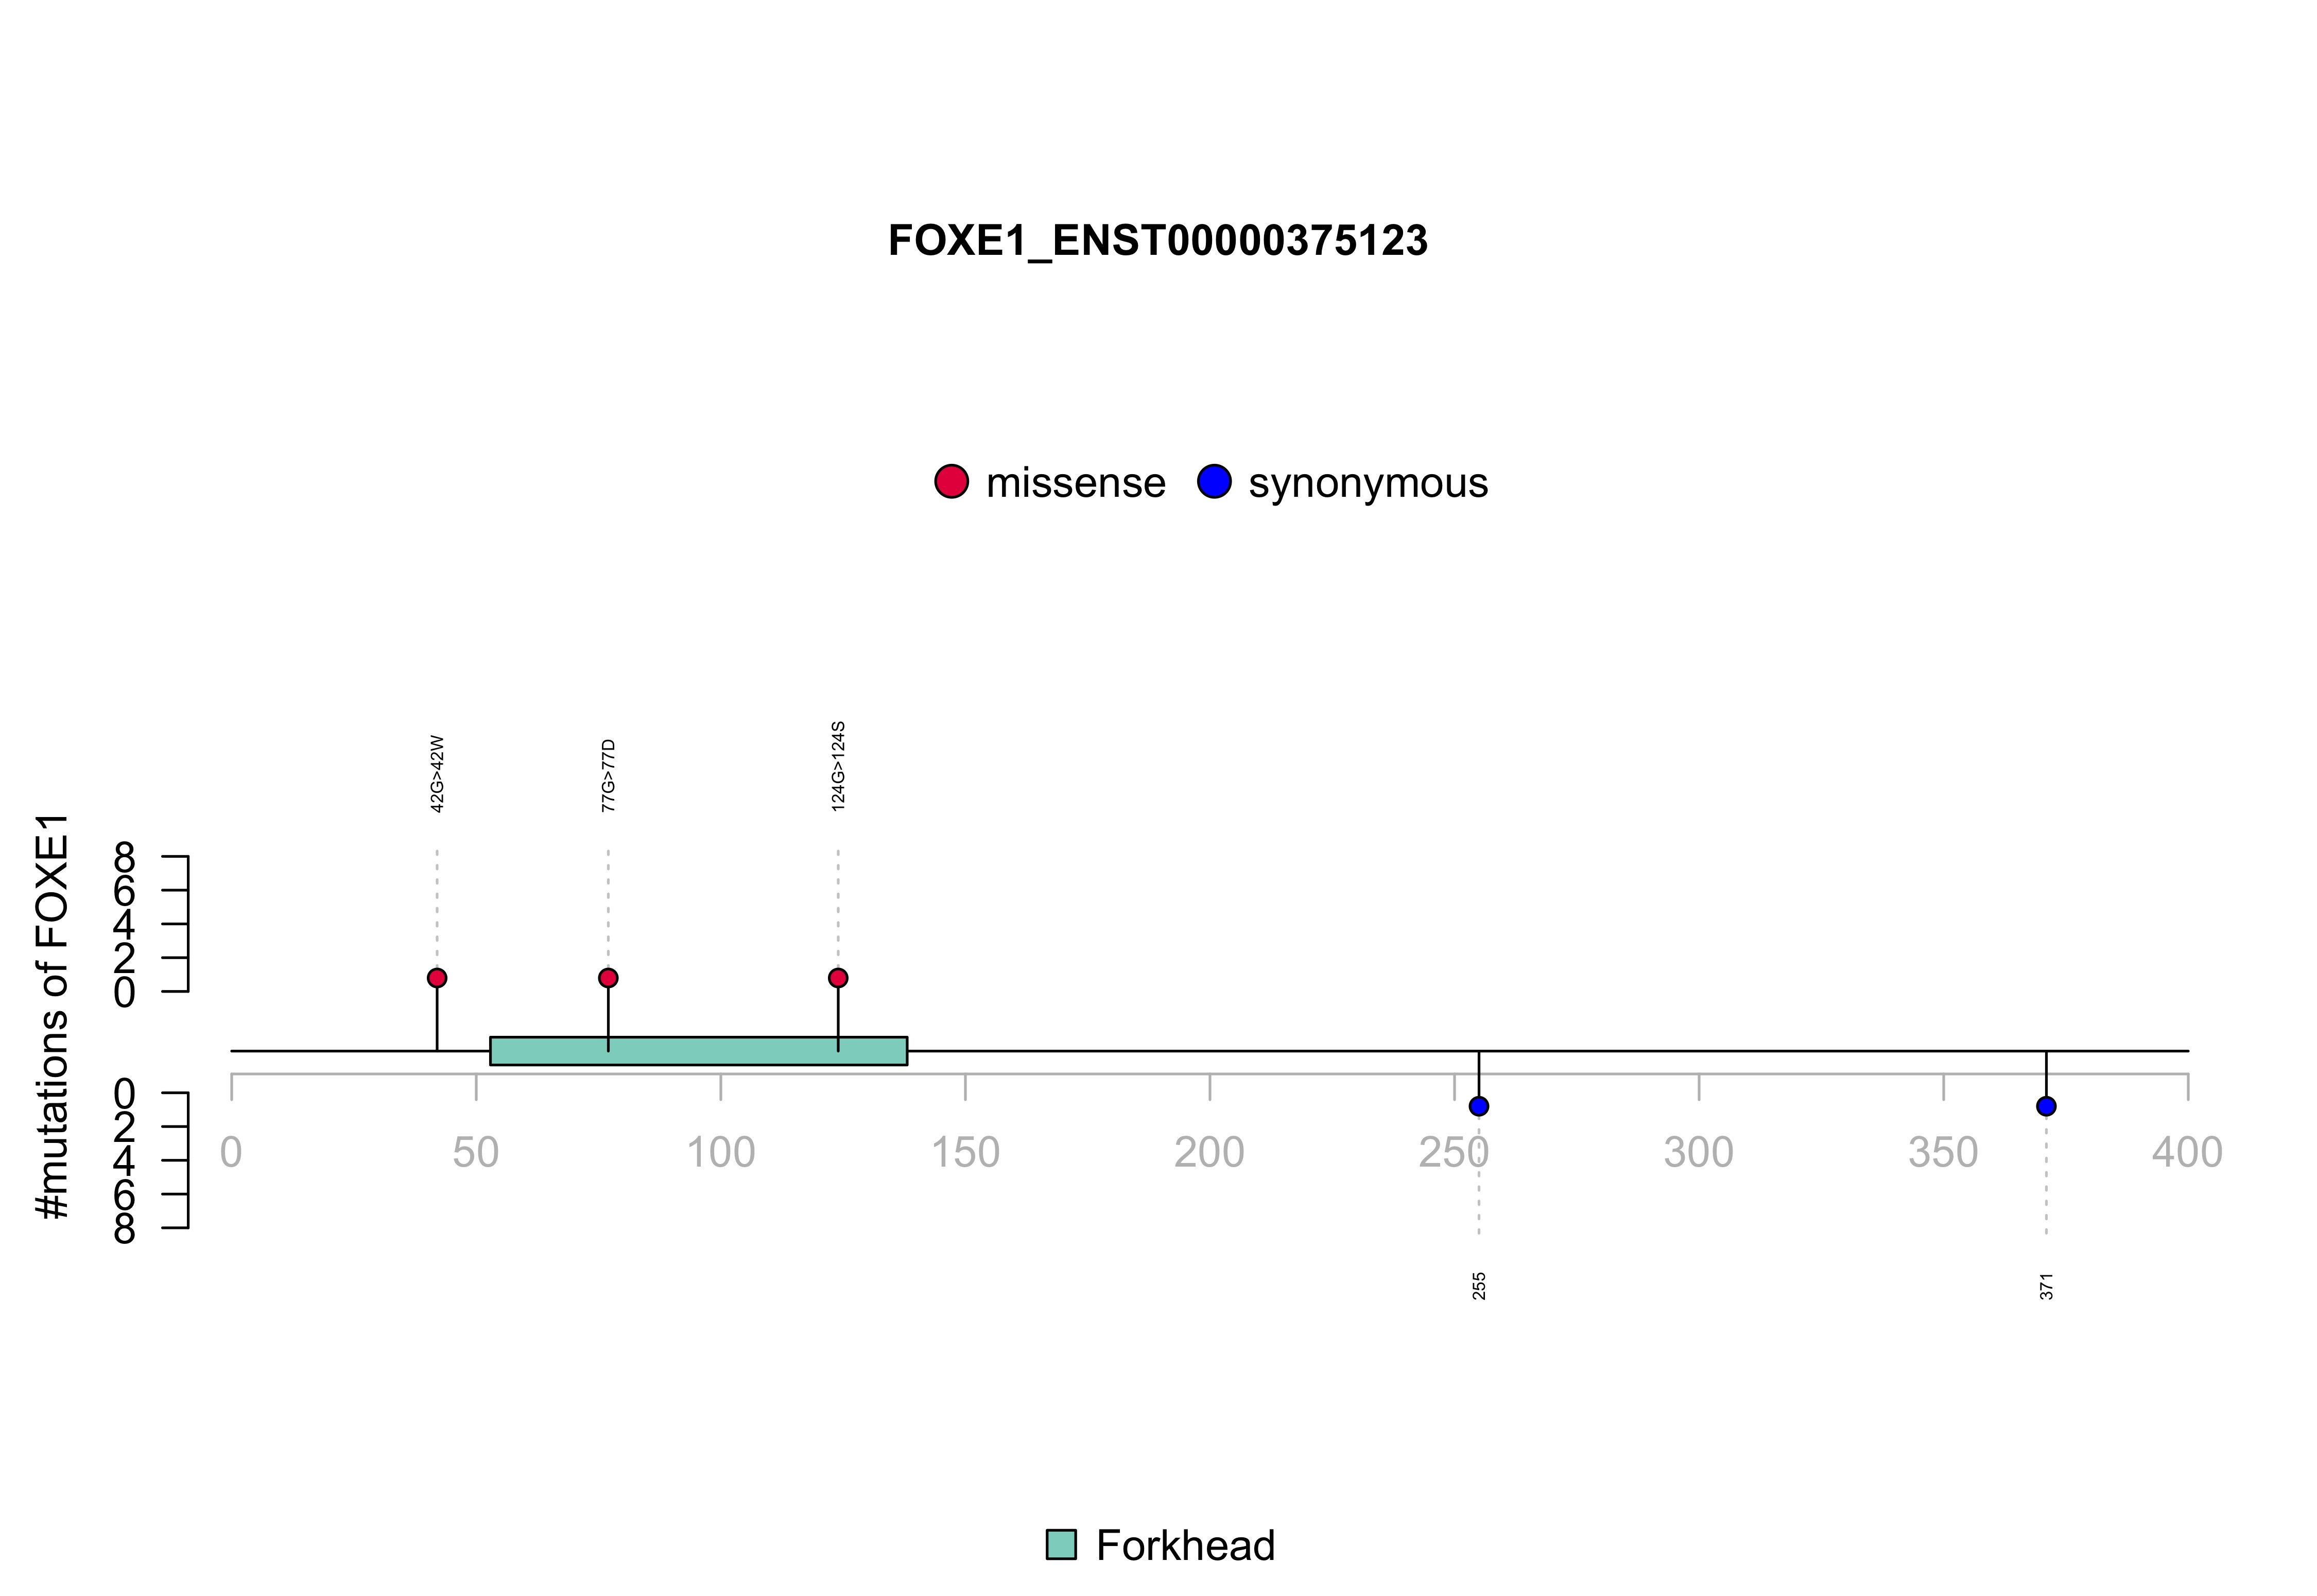 FOXE1_ENST00000375123
missense synonymous
42G>42W 77G>77D 124G>124S
#mutations of FOXE1
8
6
4
2
0
0
2
4
6
8
0 50 100 150 200 250 300 350 400
255 371
Forkhead